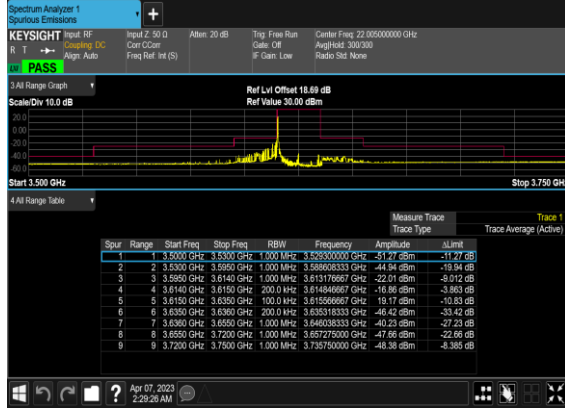 Spectrum Analyzer 1
Spurious Emissions
KEYSIGHT Input: RF Input Z: 50 Ω Atten: 20 dB Trig: Free Run Center Freq: 22.005000000 GHz
R T Coupling: DC Corr CCorr Gate: Off Avg|Hold: 300/300
Align: Auto Freq Ref: Int (S) IF Gain: Low Radio Std: None
PASS
3 All Range Graph
Ref Lvl Offset 18.69 dB
Scale/Div 10.0 dB Ref Value 30.00 dBm
20.0
0.00
-20.0
-40.0
-60.0
Start 3.500 GHz Stop 3.750 GH
4 All Range Table
Measure Trace Trace 1
Trace Type Trace Average (Active)
Spur Range Start Freq Stop Freq RBW Frequency Amplitude ΔLimit
1 1 3.5000 GHz 3.5300 GHz 1.000 MHz 3.529300000 GHz -51.27 dBm -11.27 dB
2 2 3.5300 GHz 3.5950 GHz 1.000 MHz 3.588608333 GHz -44.94 dBm -19.94 dB
3 3 3.5950 GHz 3.6140 GHz 1.000 MHz 3.613176667 GHz -22.01 dBm -9.012 dB
4 4 3.6140 GHz 3.6150 GHz 200.0 kHz 3.614846667 GHz -16.86 dBm -3.863 dB
5 5 3.6150 GHz 3.6350 GHz 100.0 kHz 3.615566667 GHz 19.17 dBm -10.83 dB
6 6 3.6350 GHz 3.6360 GHz 200.0 kHz 3.635318333 GHz -46.42 dBm -33.42 dB
7 7 3.6360 GHz 3.6550 GHz 1.000 MHz 3.646038333 GHz -40.23 dBm -27.23 dB
8 8 3.6550 GHz 3.7200 GHz 1.000 MHz 3.657275000 GHz -47.66 dBm -22.66 dB
9 9 3.7200 GHz 3.7500 GHz 1.000 MHz 3.735750000 GHz -48.38 dBm -8.385 dB
Apr 07, 2023
2:29:26 AM